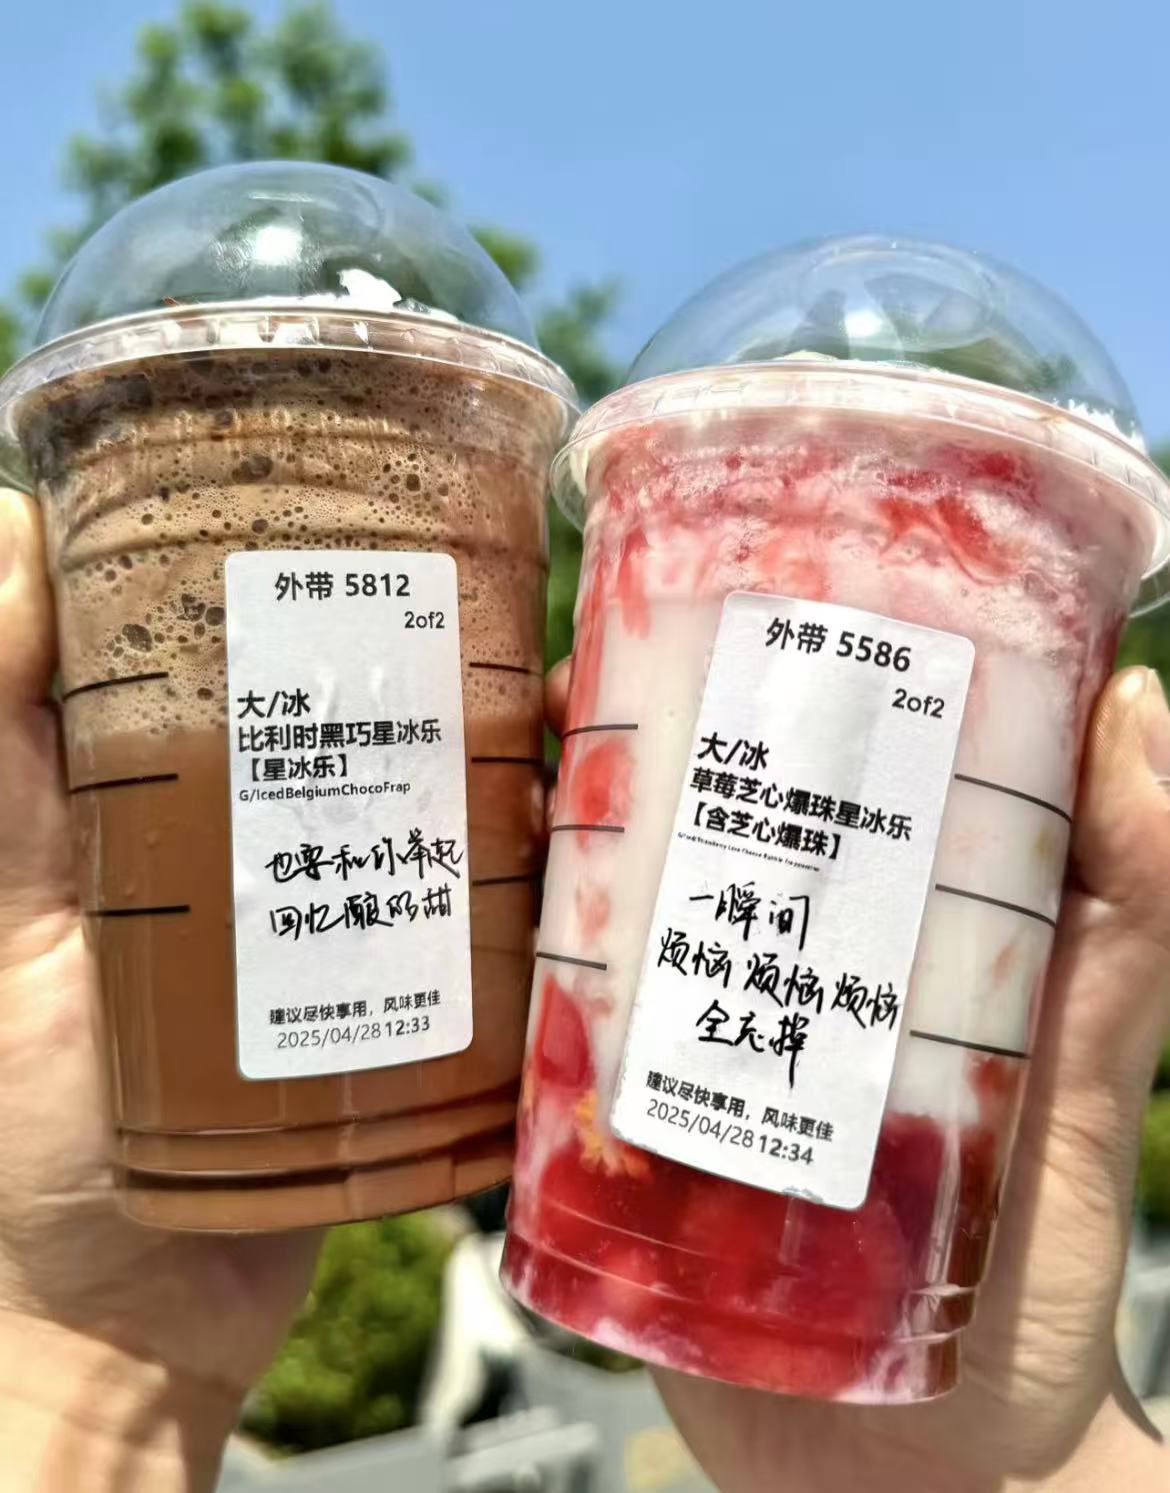 外带 5812
2of2
大/冰
比利时黑巧星冰乐
【星冰乐】
G/IcedBelgiumChocoFrap
也要和你举起
回忆酿的甜
建议尽快享用，风味更佳
2025/04/28 12:33
外带 5586
2of2
大/冰
草莓芝心爆珠星冰乐
【含芝心爆珠】
一瞬间
烦恼 烦恼 烦恼
全忘掉
建议尽快享用，风味更佳
2025/04/28 12:34